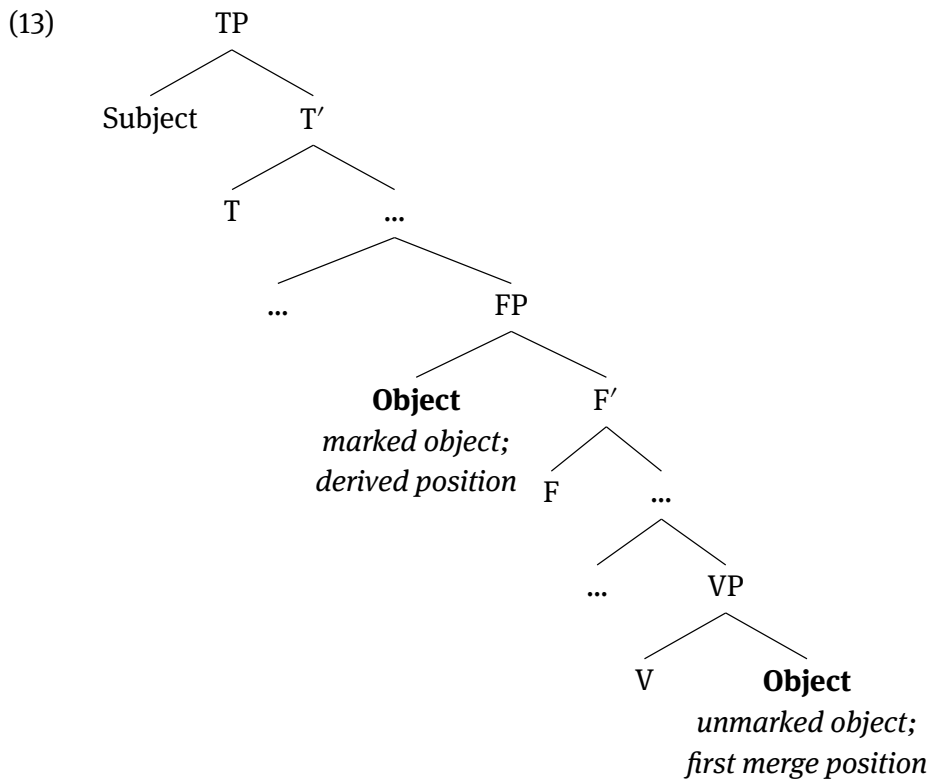 (13) TP
Subject T′
T ...
... FP
Object F′
marked object;
derived position F ...
... VP
V Object
unmarked object;
first merge position